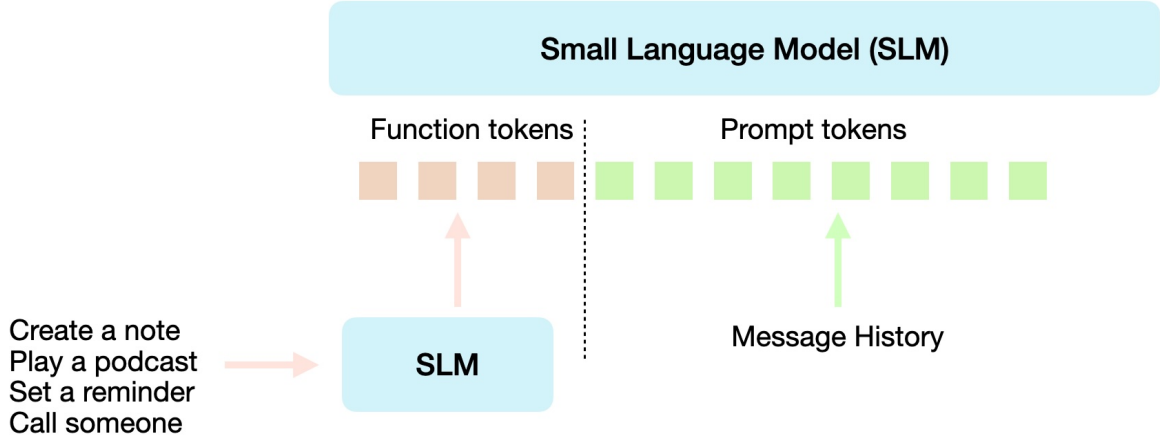 Small Language Model (SLM)
Function tokens
Prompt tokens
Create a note
Play a podcast
Set a reminder
Call someone
SLM
Message History